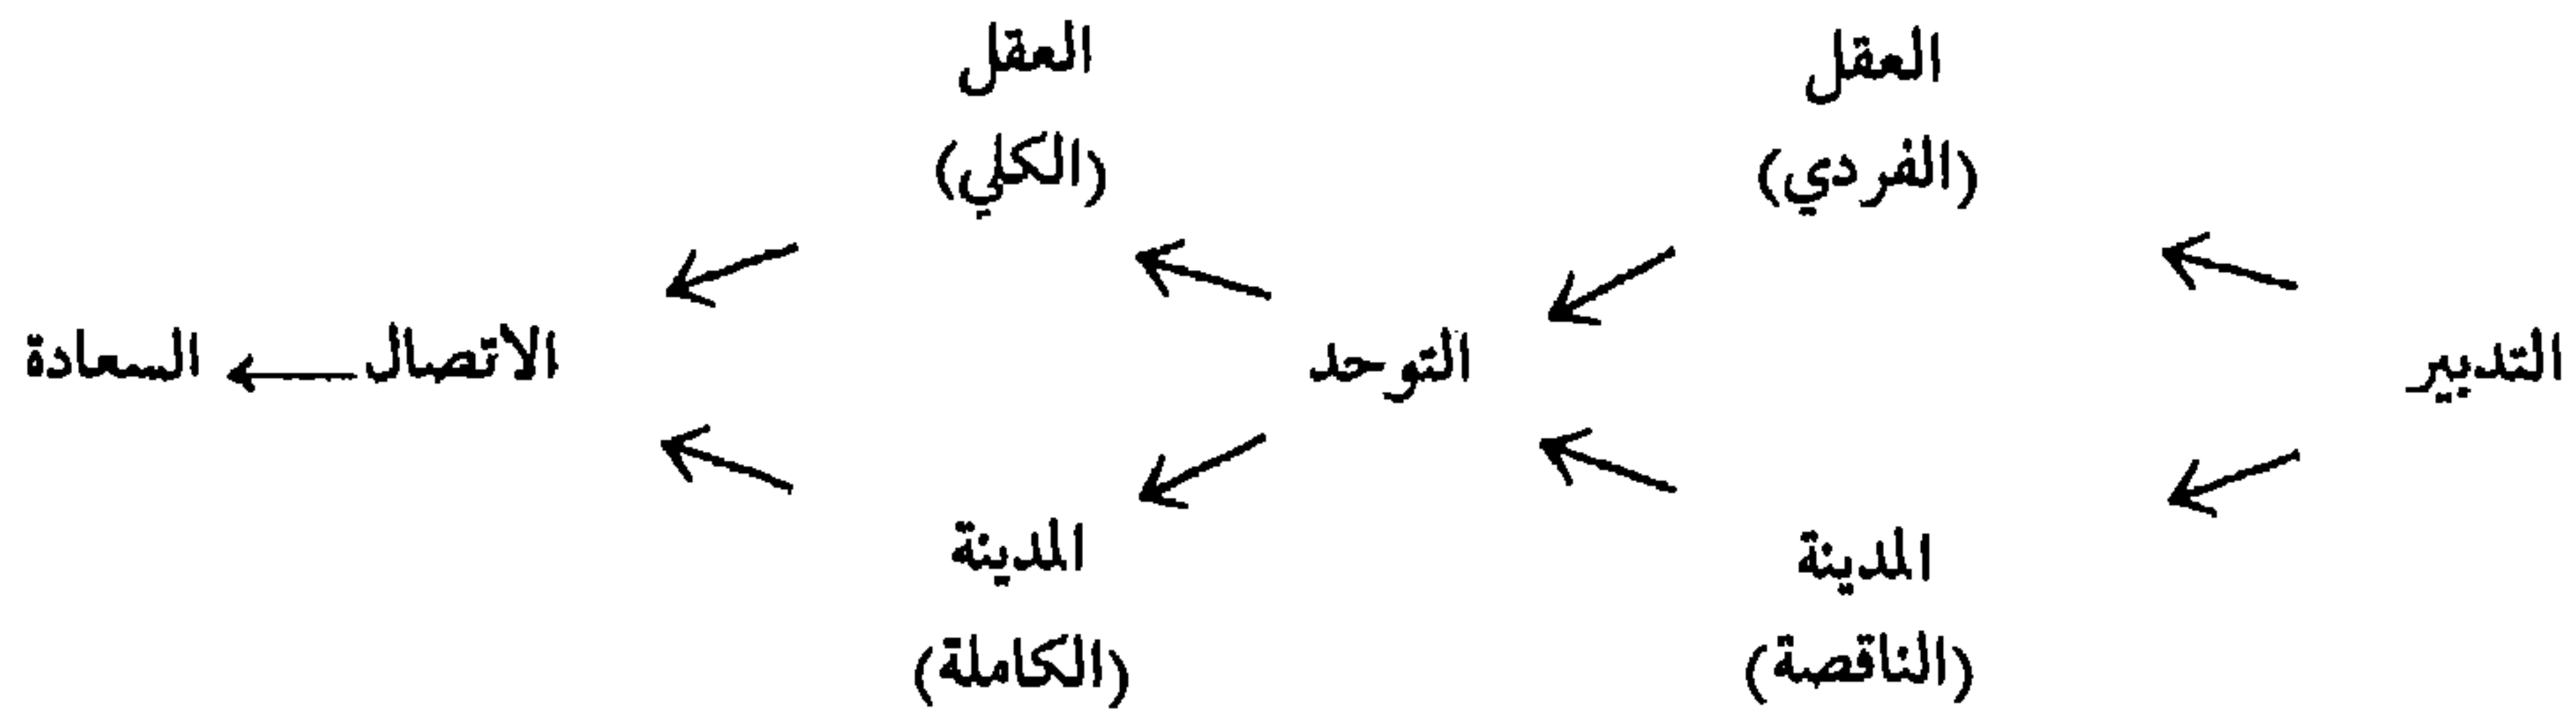 العقل
(الفردي)
العقل
(الكلي)
التدبير
التوحد
الاتصال
السعادة
المدينة
(الناقصة)
المدينة
(الكاملة)